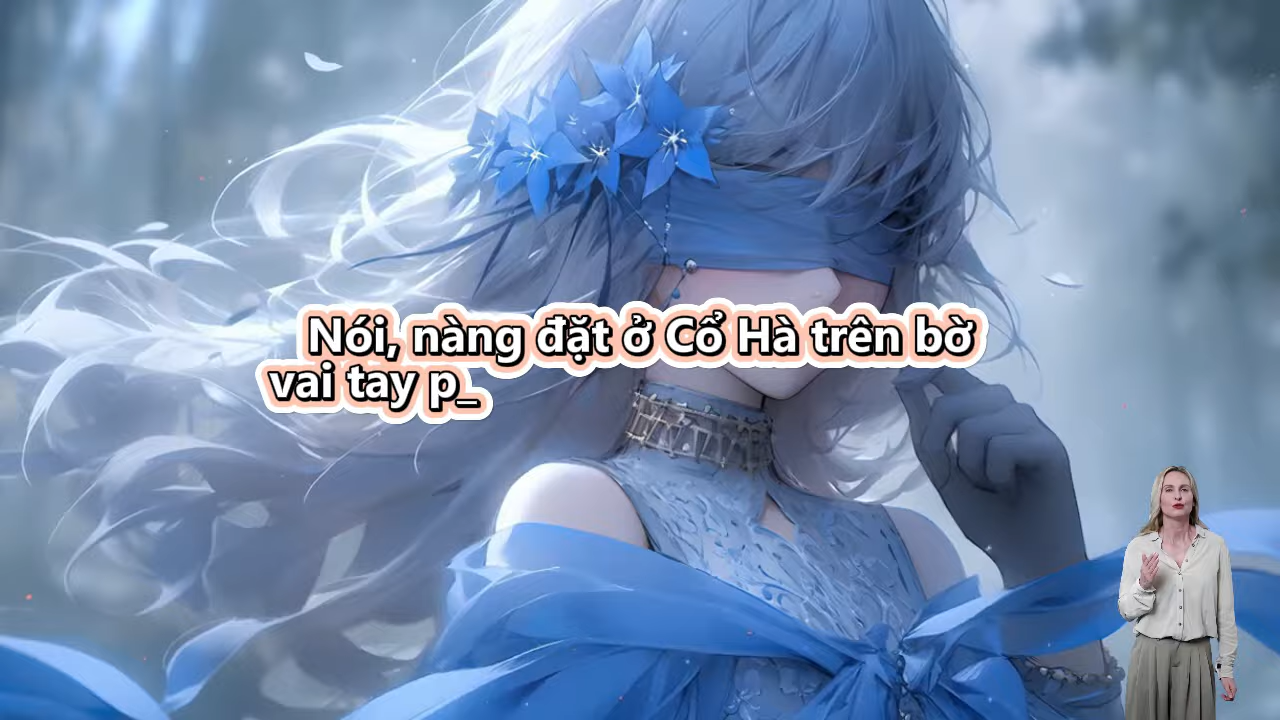 Nói, nàng đặt ở Cổ Hà trên bờ
vai tay p_